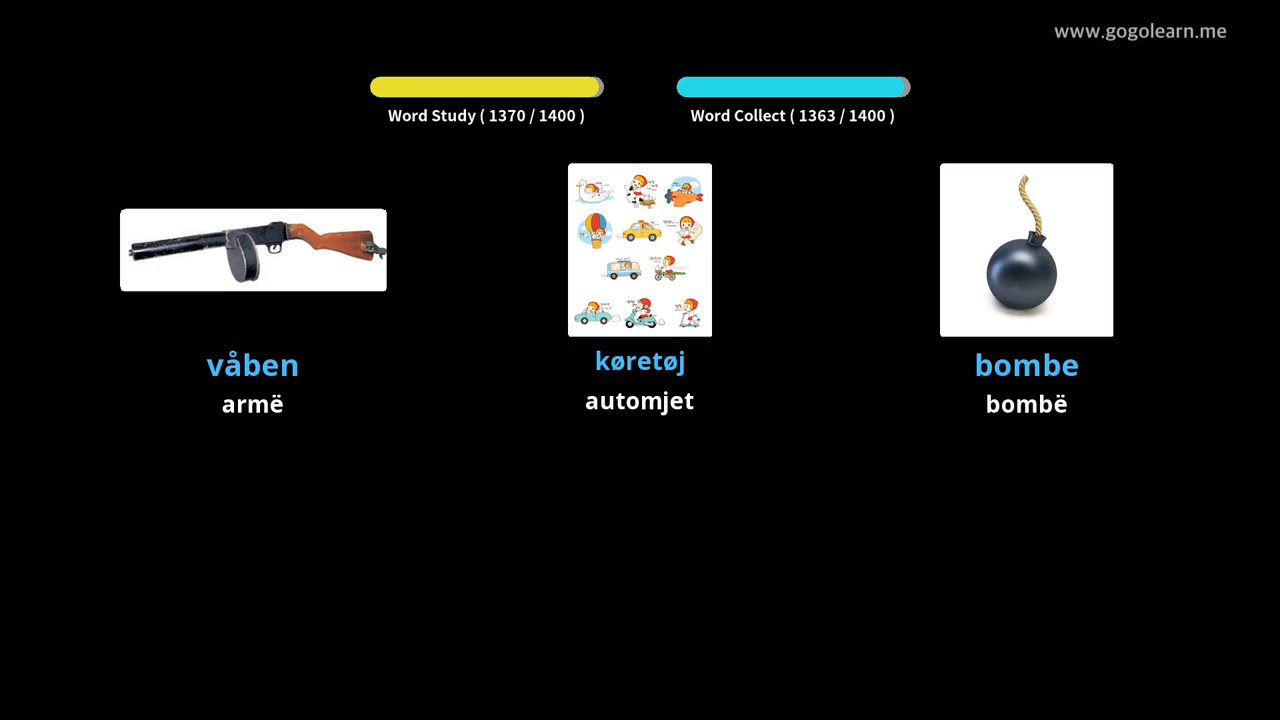 www.gogolearn.me
Word Study ( 1370 / 1400 )
Word Collect ( 1363 / 1400 )
våben
køretøj
bombe
armë
automjet
bombë